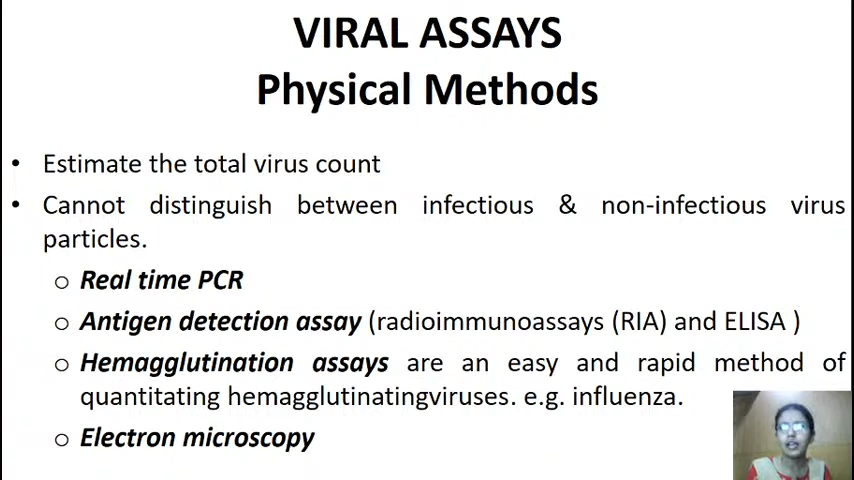 VIRAL ASSAYS
Physical Methods
• Estimate the total virus count
• Cannot distinguish between infectious & non-infectious virus
particles.
o Real time PCR
o Antigen detection assay (radioimmunoassays (RIA) and ELISA )
o Hemagglutination assays are an easy and rapid method of
quantitating hemagglutinatingviruses. e.g. influenza.
o Electron microscopy